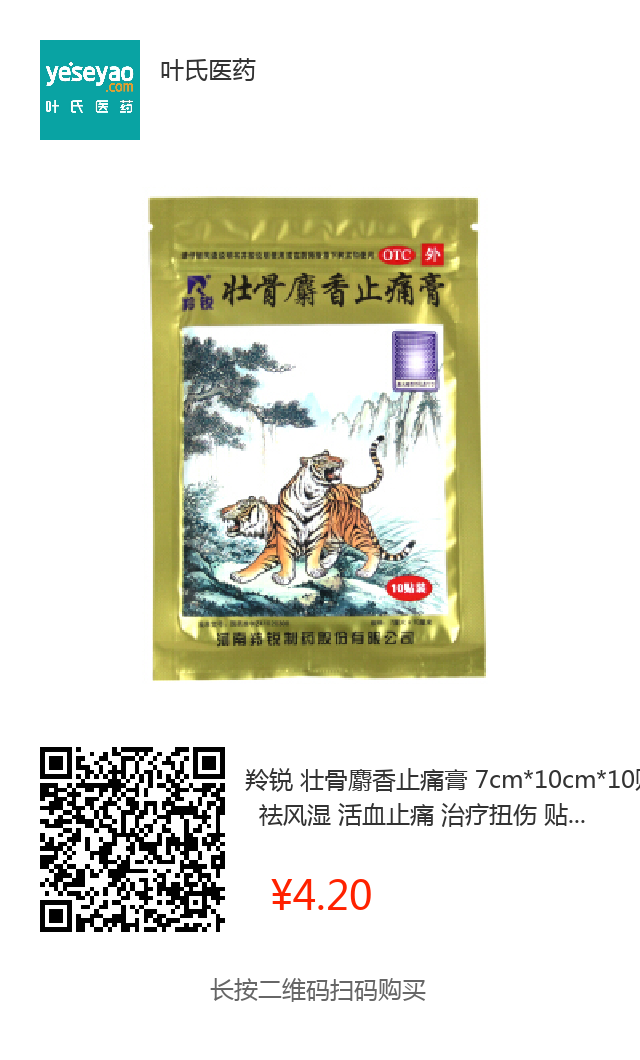 yeseyao
.com
叶氏医药
叶氏医药
OTC
外
羚锐
壮骨麝香止痛膏
10贴装
河南羚锐制药股份有限公司
羚锐 壮骨麝香止痛膏 7cm*10cm*10
祛风湿 活血止痛 治疗扭伤 贴...
¥4.20
长按二维码扫码购买